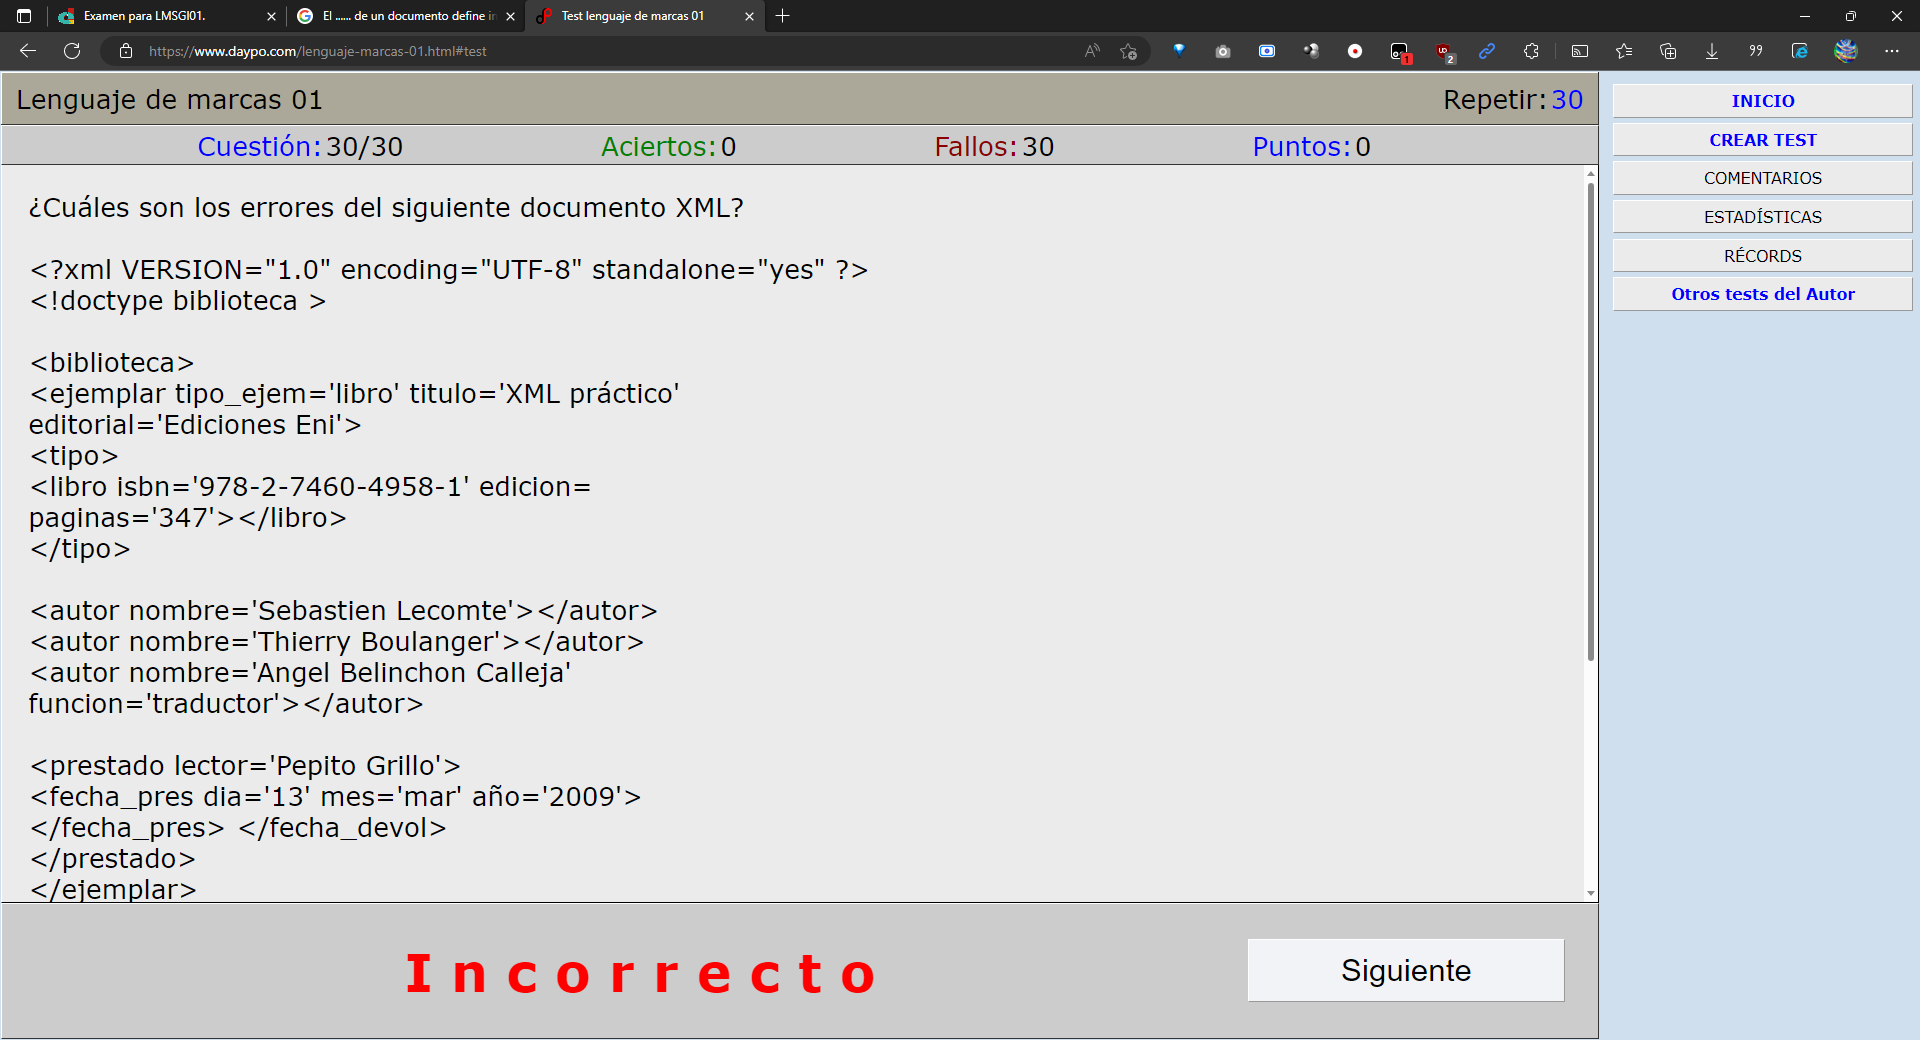 Examen para LMSGI01.
El ...... de un documento define in
Test lenguaje de marcas 01
https://www.daypo.com/lenguaje-marcas-01.html#test
1
2
Lenguaje de marcas 01
Repetir: 30
Cuestión: 30/30
Aciertos: 0
Fallos: 30
Puntos: 0
¿Cuáles son los errores del siguiente documento XML?
<?xml VERSION="1.0" encoding="UTF-8" standalone="yes" ?>
<!doctype biblioteca >
<biblioteca>
<ejemplar tipo_ejem='libro' titulo='XML práctico'
editorial='Ediciones Eni'>
<tipo>
<libro isbn='978-2-7460-4958-1' edicion=
paginas='347'></libro>
</tipo>
<autor nombre='Sebastien Lecomte'></autor>
<autor nombre='Thierry Boulanger'></autor>
<autor nombre='Angel Belinchon Calleja'
funcion='traductor'></autor>
<prestado lector='Pepito Grillo'>
<fecha_pres dia='13' mes='mar' año='2009'>
</fecha_pres> </fecha_devol>
</prestado>
</ejemplar>
Incorrecto
Siguiente
INICIO
CREAR TEST
COMENTARIOS
ESTADÍSTICAS
RÉCORDS
Otros tests del Autor